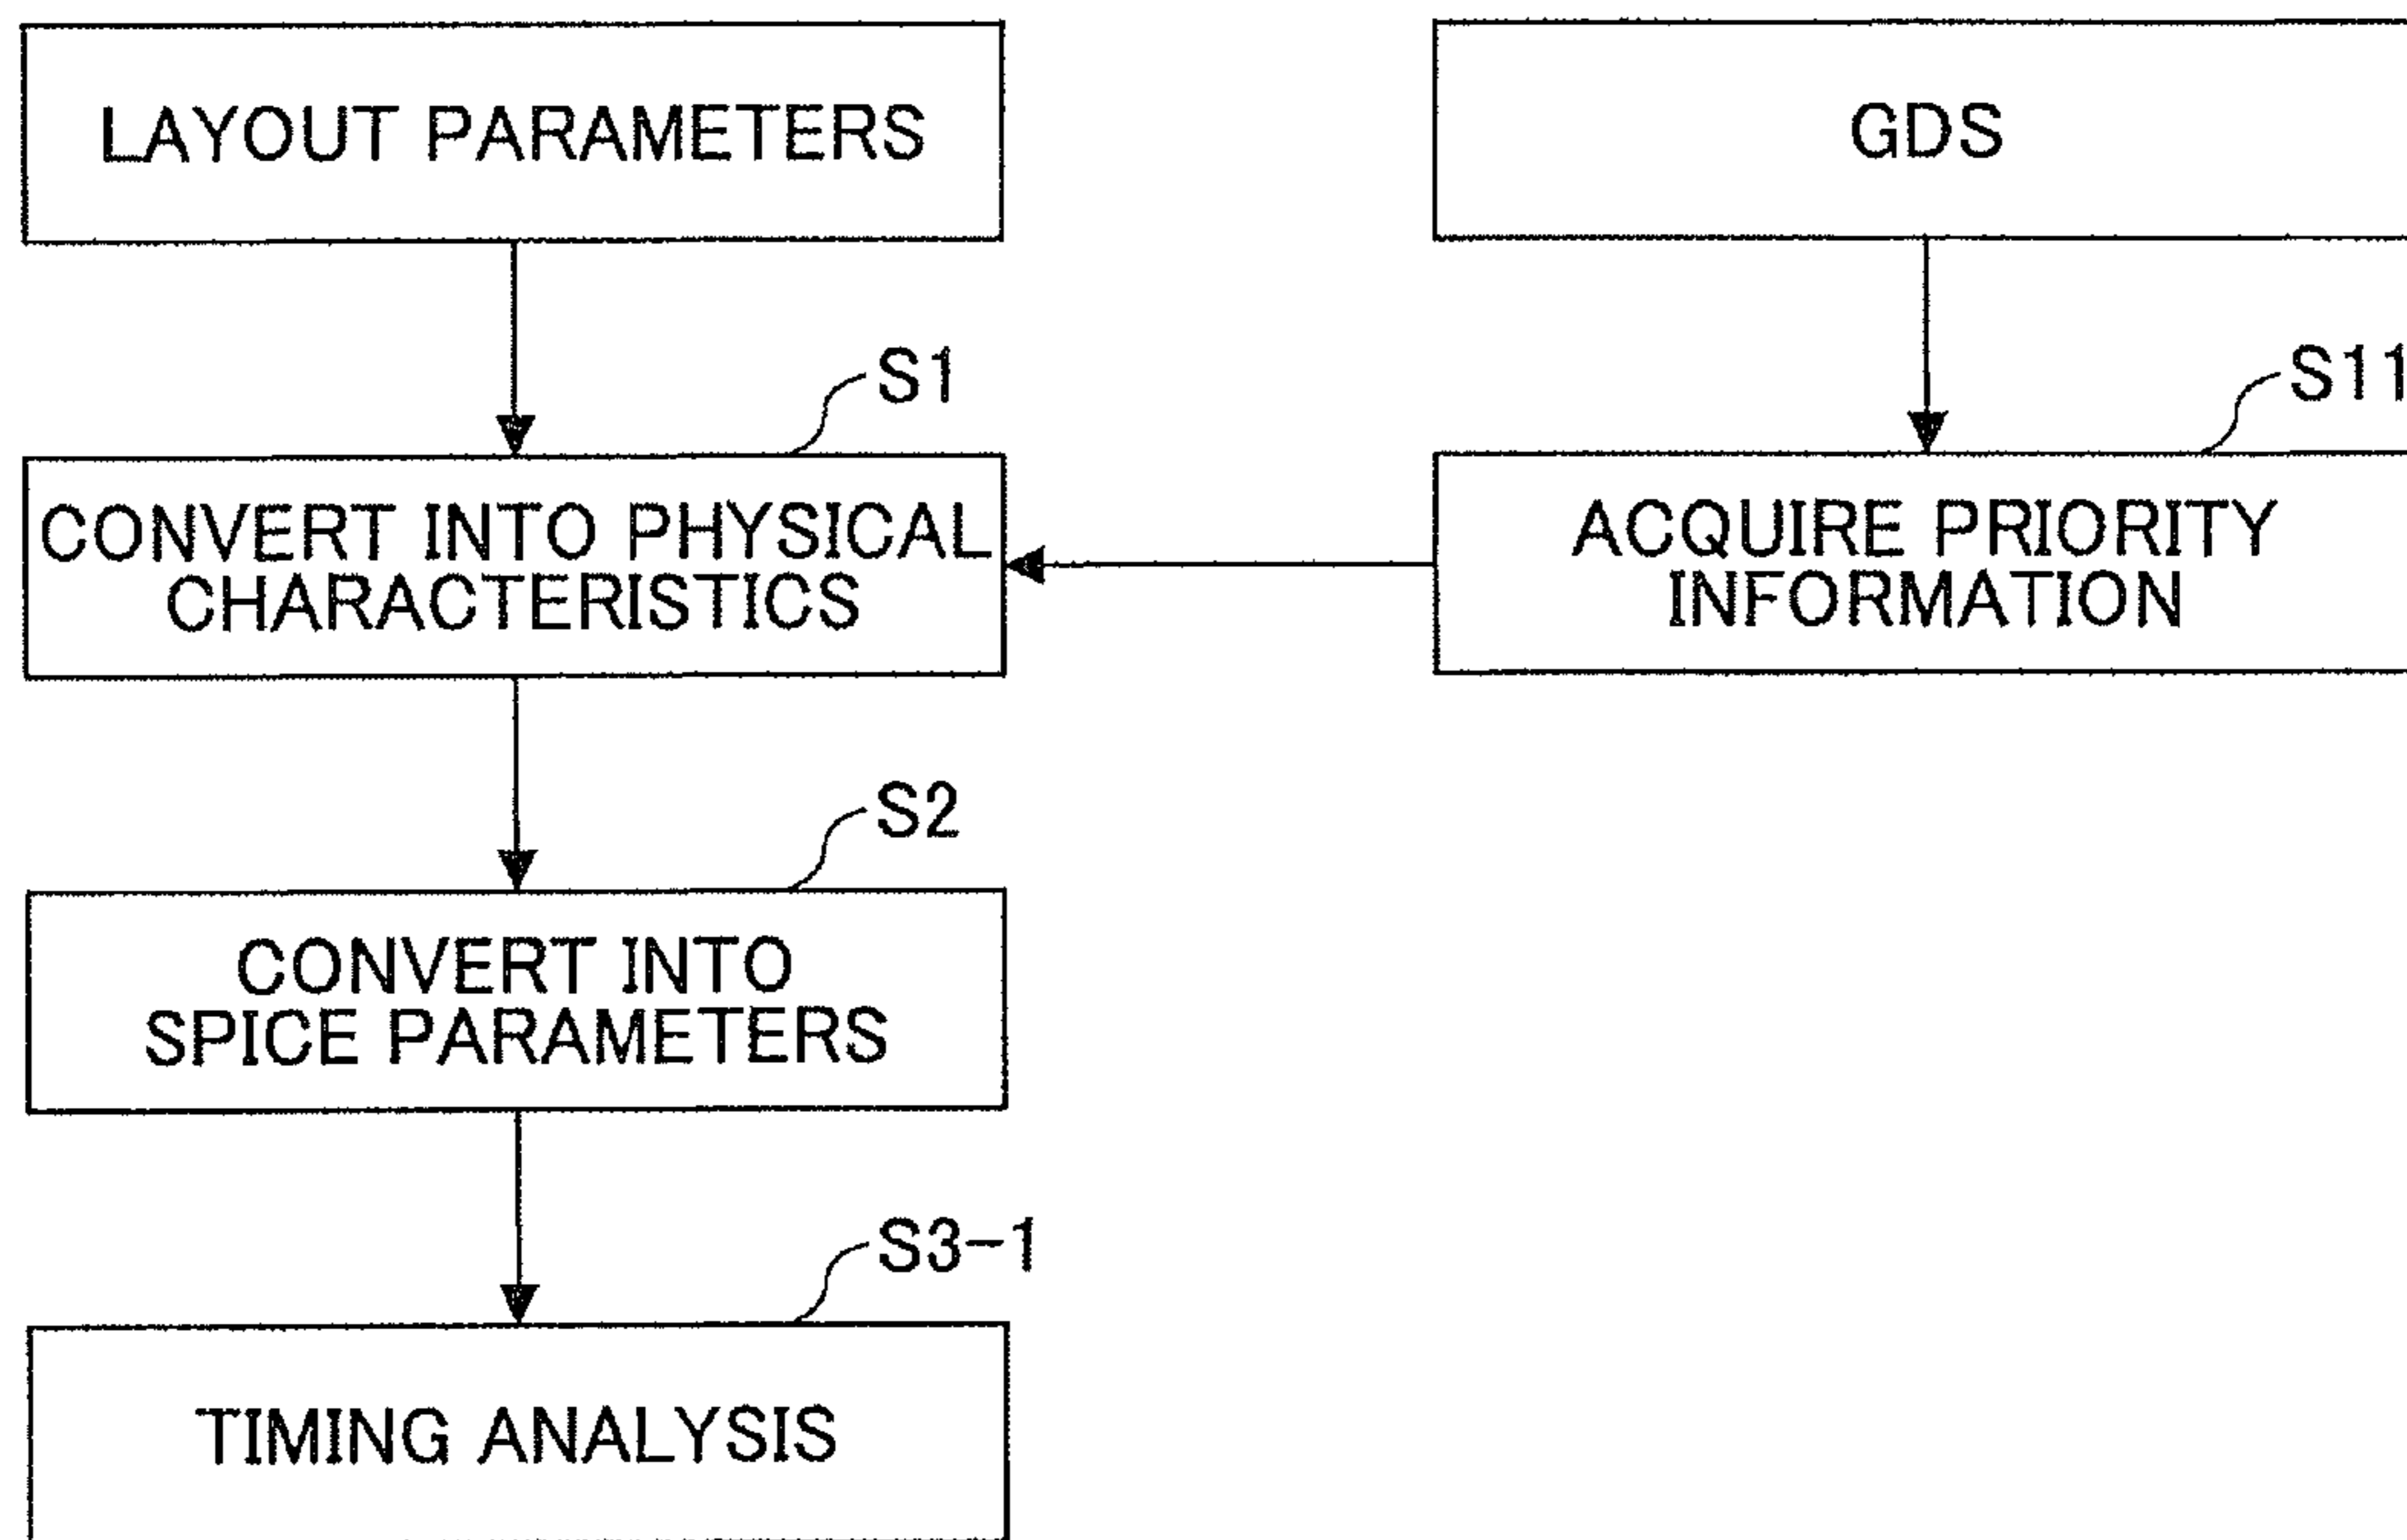 LAYOUT PARAMETERS
GDS
S1
S11
CONVERT INTO PHYSICAL
CHARACTERISTICS
ACQUIRE PRIORITY
INFORMATION
S2
CONVERT INTO
SPICE PARAMETERS
S3-1
TIMING ANALYSIS